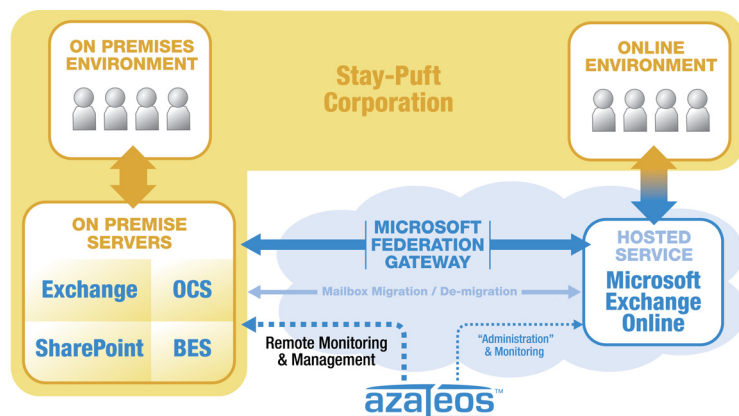 ON PREMISES
ENVIRONMENT
Stay-Puft
Corporation
ONLINE
ENVIRONMENT
ON PREMISE
SERVERS
Exchange
OCS
SharePoint
BES
MICROSOFT
FEDERATION
GATEWAY
HOSTED
SERVICE
Microsoft
Exchange
Online
Mailbox Migration / De-migration
Remote Monitoring
& Management
“Administration”
& Monitoring
azaleos™